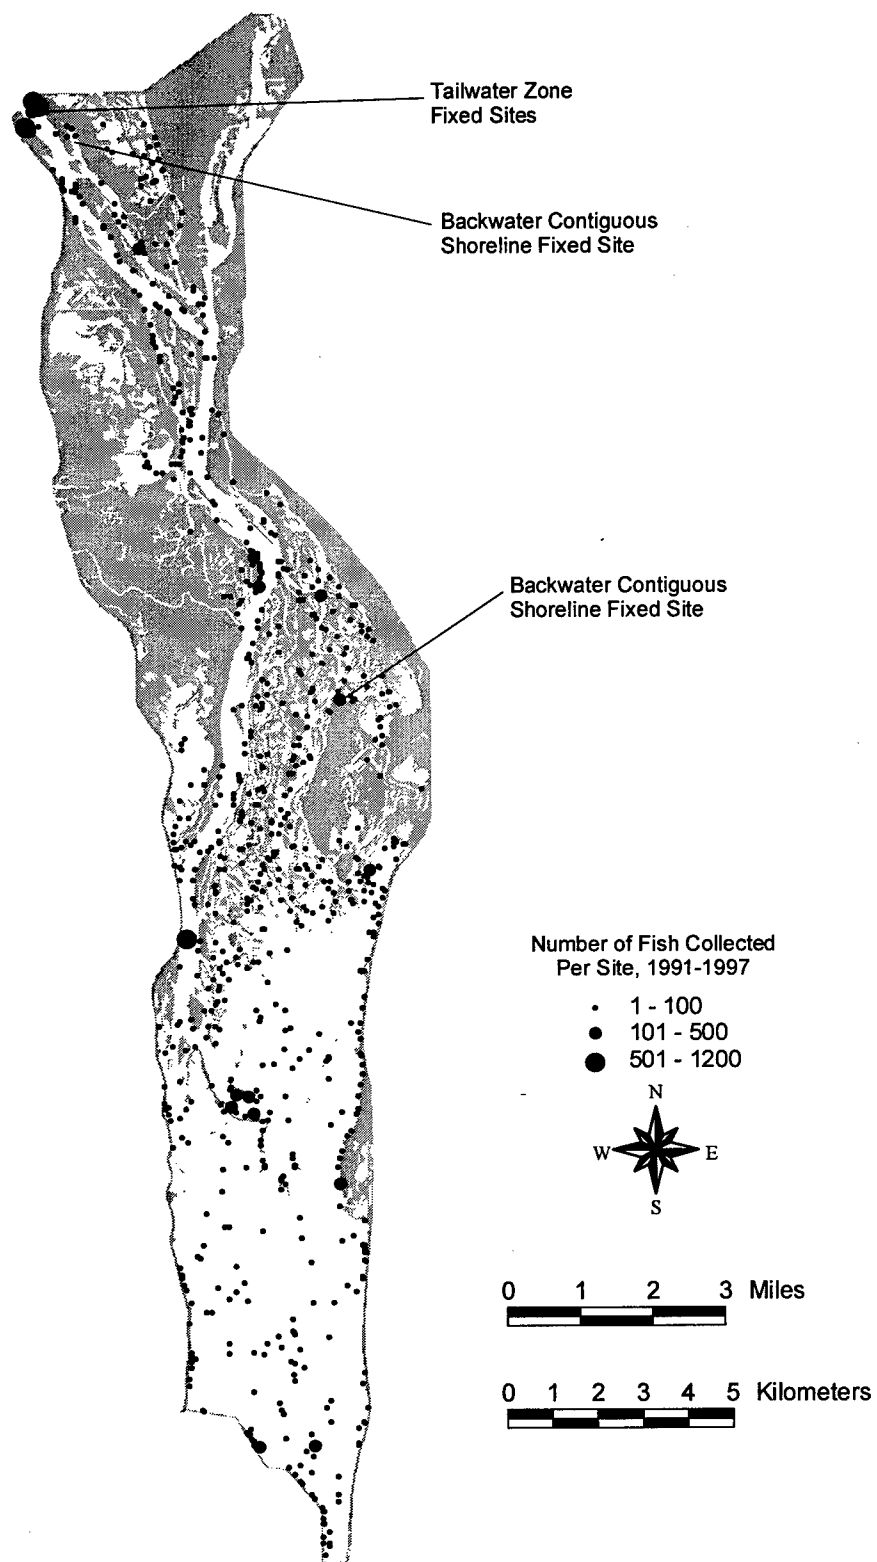 Tailwater Zone
Fixed Sites
Backwater Contiguous
Shoreline Fixed Site
Backwater Contiguous
Shoreline Fixed Site
Number of Fish Collected
Per Site, 1991-1997
1 - 100
101 - 500
501 - 1200
N
W E
S
0 1 2 3 Miles
0 1 2 3 4 5 Kilometers